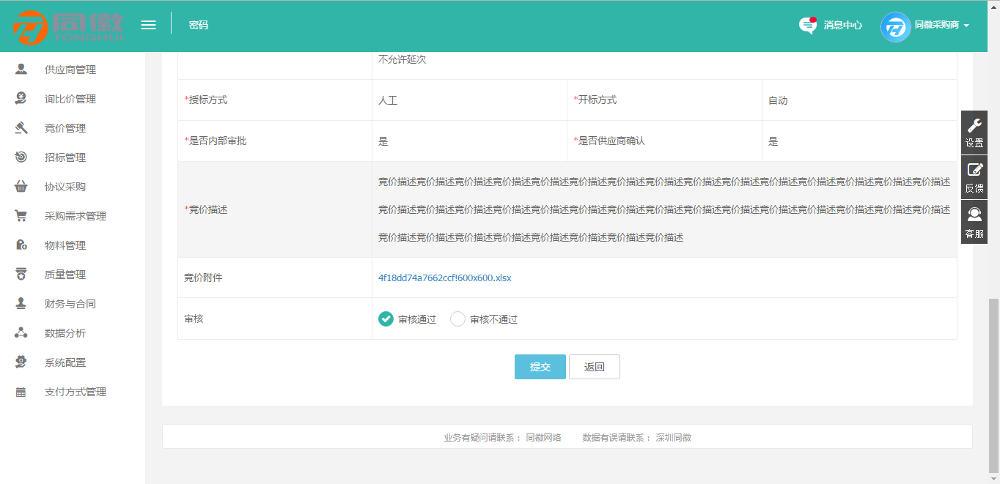 同徽
TONGHUI
密码
消息中心
同徽采购商
供应商管理
询比价管理
竞价管理
招标管理
协议采购
采购需求管理
物料管理
质量管理
财务与合同
数据分析
系统配置
支付方式管理
不允许延次
*授标方式 人工 *开标方式 自动
*是否内部审批 是 *是否供应商确认 是
*竞价描述
竞价描述竞价描述竞价描述竞价描述竞价描述竞价描述竞价描述竞价描述竞价描述竞价描述竞价描述竞价描述竞价描述竞价描述竞价描述
竞价描述竞价描述竞价描述竞价描述竞价描述竞价描述竞价描述竞价描述竞价描述竞价描述竞价描述竞价描述竞价描述竞价描述竞价描述
竞价描述竞价描述竞价描述竞价描述竞价描述竞价描述竞价描述竞价描述
竞价附件 4f18dd74a7662ccf!600x600.xlsx
审核 审核通过 审核不通过
提交 返回
设置
反馈
客服
业务有疑问请联系： 同徽网络 数据有误请联系： 深圳同徽